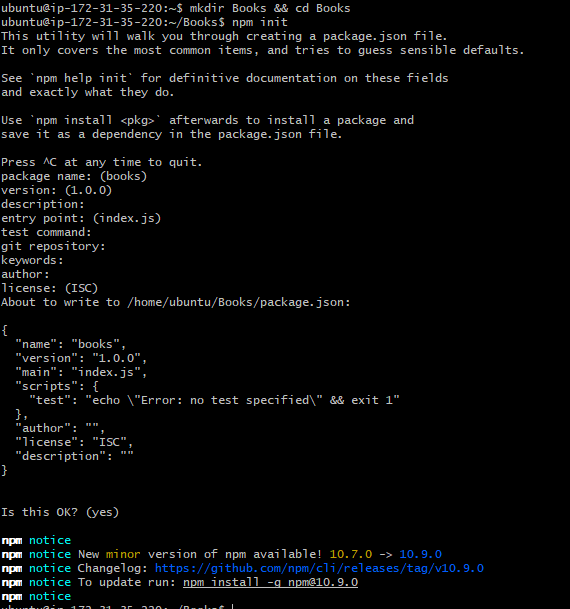 ubuntu@ip-172-31-35-220:~$ mkdir Books && cd Books
ubuntu@ip-172-31-35-220:~/Books$ npm init
This utility will walk you through creating a package.json file.
It only covers the most common items, and tries to guess sensible defaults.
See `npm help init` for definitive documentation on these fields
and exactly what they do.
Use `npm install <pkg>` afterwards to install a package and
save it as a dependency in the package.json file.
Press ^C at any time to quit.
package name: (books)
version: (1.0.0)
description:
entry point: (index.js)
test command:
git repository:
keywords:
author:
license: (ISC)
About to write to /home/ubuntu/Books/package.json:
{
  "name": "books",
  "version": "1.0.0",
  "main": "index.js",
  "scripts": {
    "test": "echo \"Error: no test specified\" && exit 1"
  },
  "author": "",
  "license": "ISC",
  "description": ""
}
Is this OK? (yes)
npm notice
npm notice New minor version of npm available! 10.7.0 -> 10.9.0
npm notice Changelog: https://github.com/npm/cli/releases/tag/v10.9.0
npm notice To update run: npm install -g npm@10.9.0
npm notice
ubuntu@ip-172-31-35-220:~/Books$